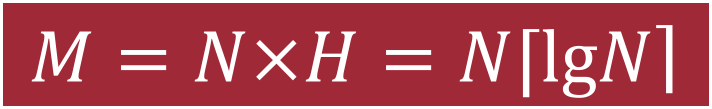 M = N×H = N⌈lgN⌉